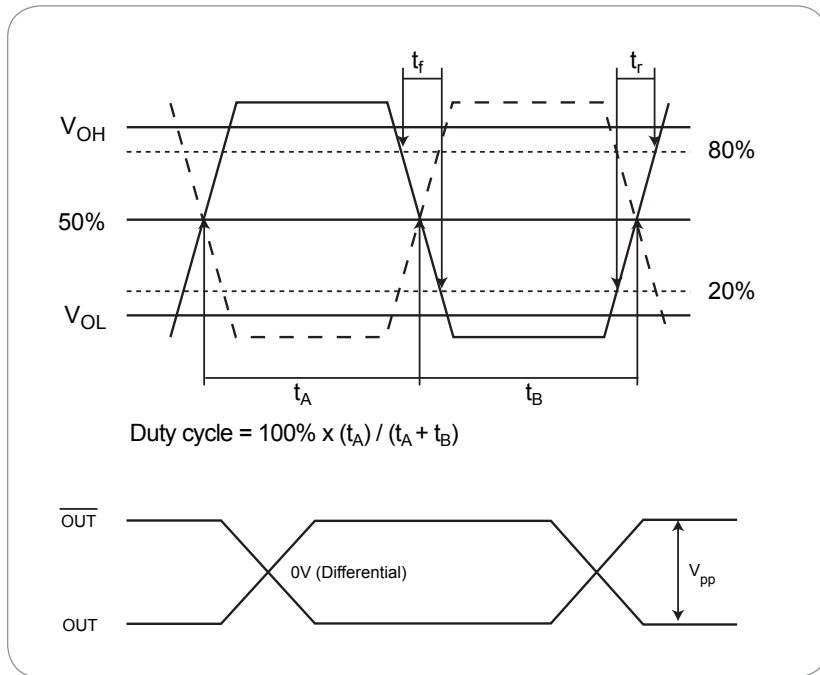 t_f
t_r
V_OH
80%
50%
20%
V_OL
t_A
t_B
Duty cycle = 100% x (t_A) / (t_A + t_B)
O̅U̅T̅
0V (Differential)
V_pp
OUT